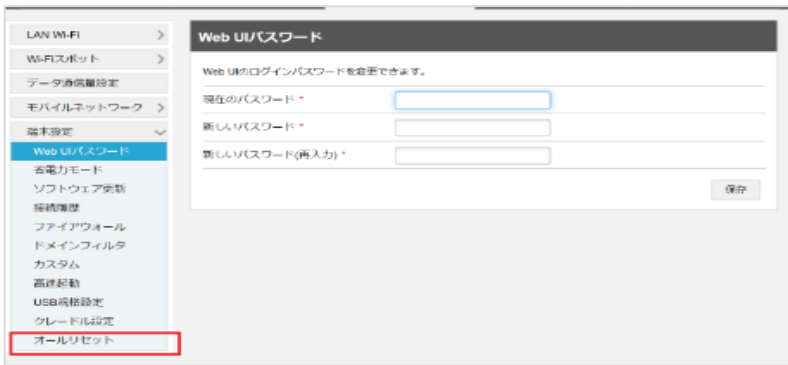 LAN Wi-Fi
Wi-Fiスポット
データ通信量設定
モバイルネットワーク
端末設定
Web UIパスワード
省電力モード
ソフトウェア更新
接続履歴
ファイアウォール
ドメインフィルタ
カスタム
高速起動
USB規格設定
クレードル設定
オールリセット
Web UIパスワード
Web UIのログインパスワードを変更できます。
現在のパスワード *
新しいパスワード *
新しいパスワード(再入力) *
保存